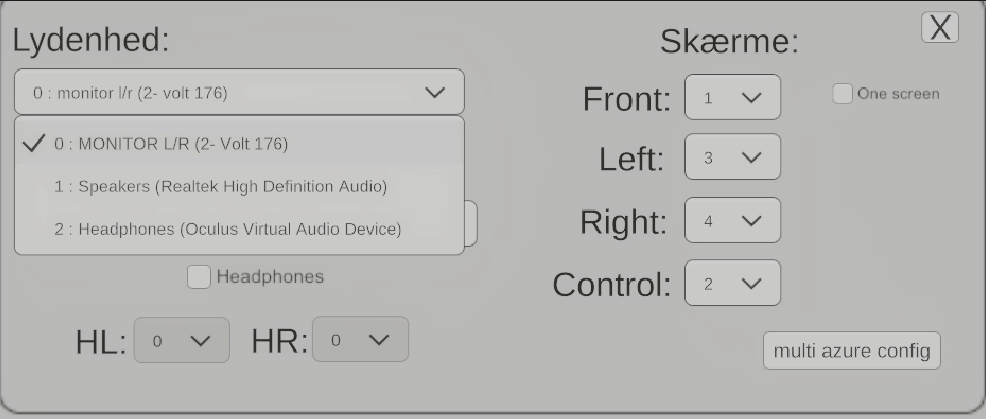 Lydenhed:
0 : monitor l/r (2- volt 176)
0 : MONITOR L/R (2- Volt 176)
1 : Speakers (Realtek High Definition Audio)
2 : Headphones (Oculus Virtual Audio Device)
Headphones
HL: 0
HR: 0
Skærme:
X
Front: 1
One screen
Left: 3
Right: 4
Control: 2
multi azure config